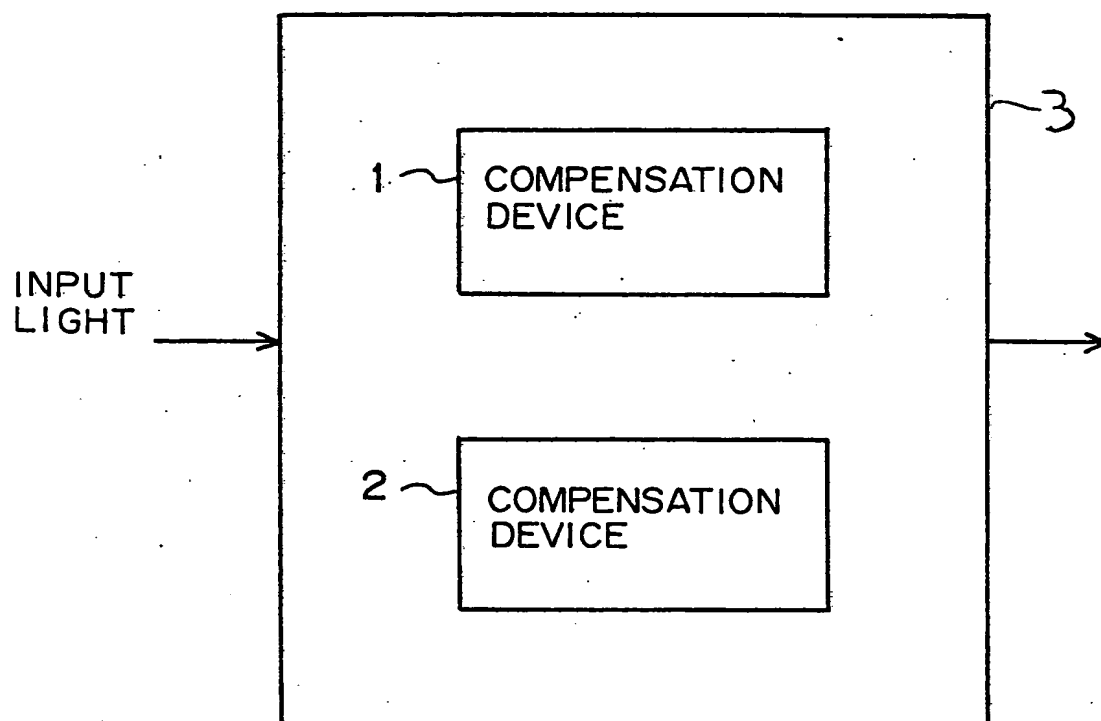 3
1 COMPENSATION
DEVICE
INPUT
LIGHT
2 COMPENSATION
DEVICE